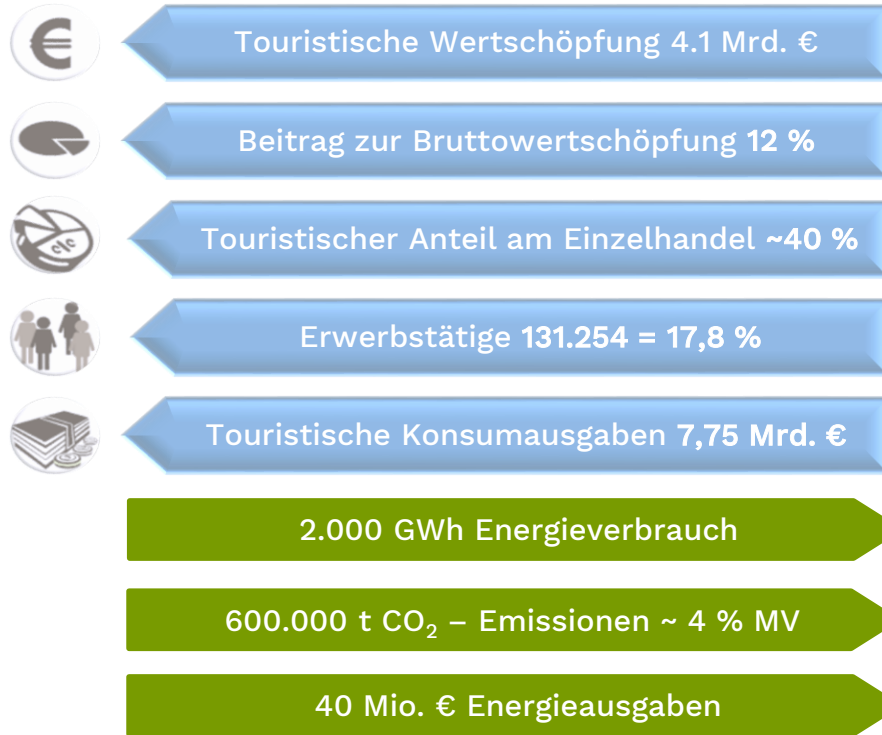 Touristische Wertschöpfung 4.1 Mrd. €
Beitrag zur Bruttowertschöpfung 12 %
Touristischer Anteil am Einzelhandel ~40 %
Erwerbstätige 131.254 = 17,8 %
Touristische Konsumausgaben 7,75 Mrd. €
2.000 GWh Energieverbrauch
600.000 t CO₂ – Emissionen ~ 4 % MV
40 Mio. € Energieausgaben